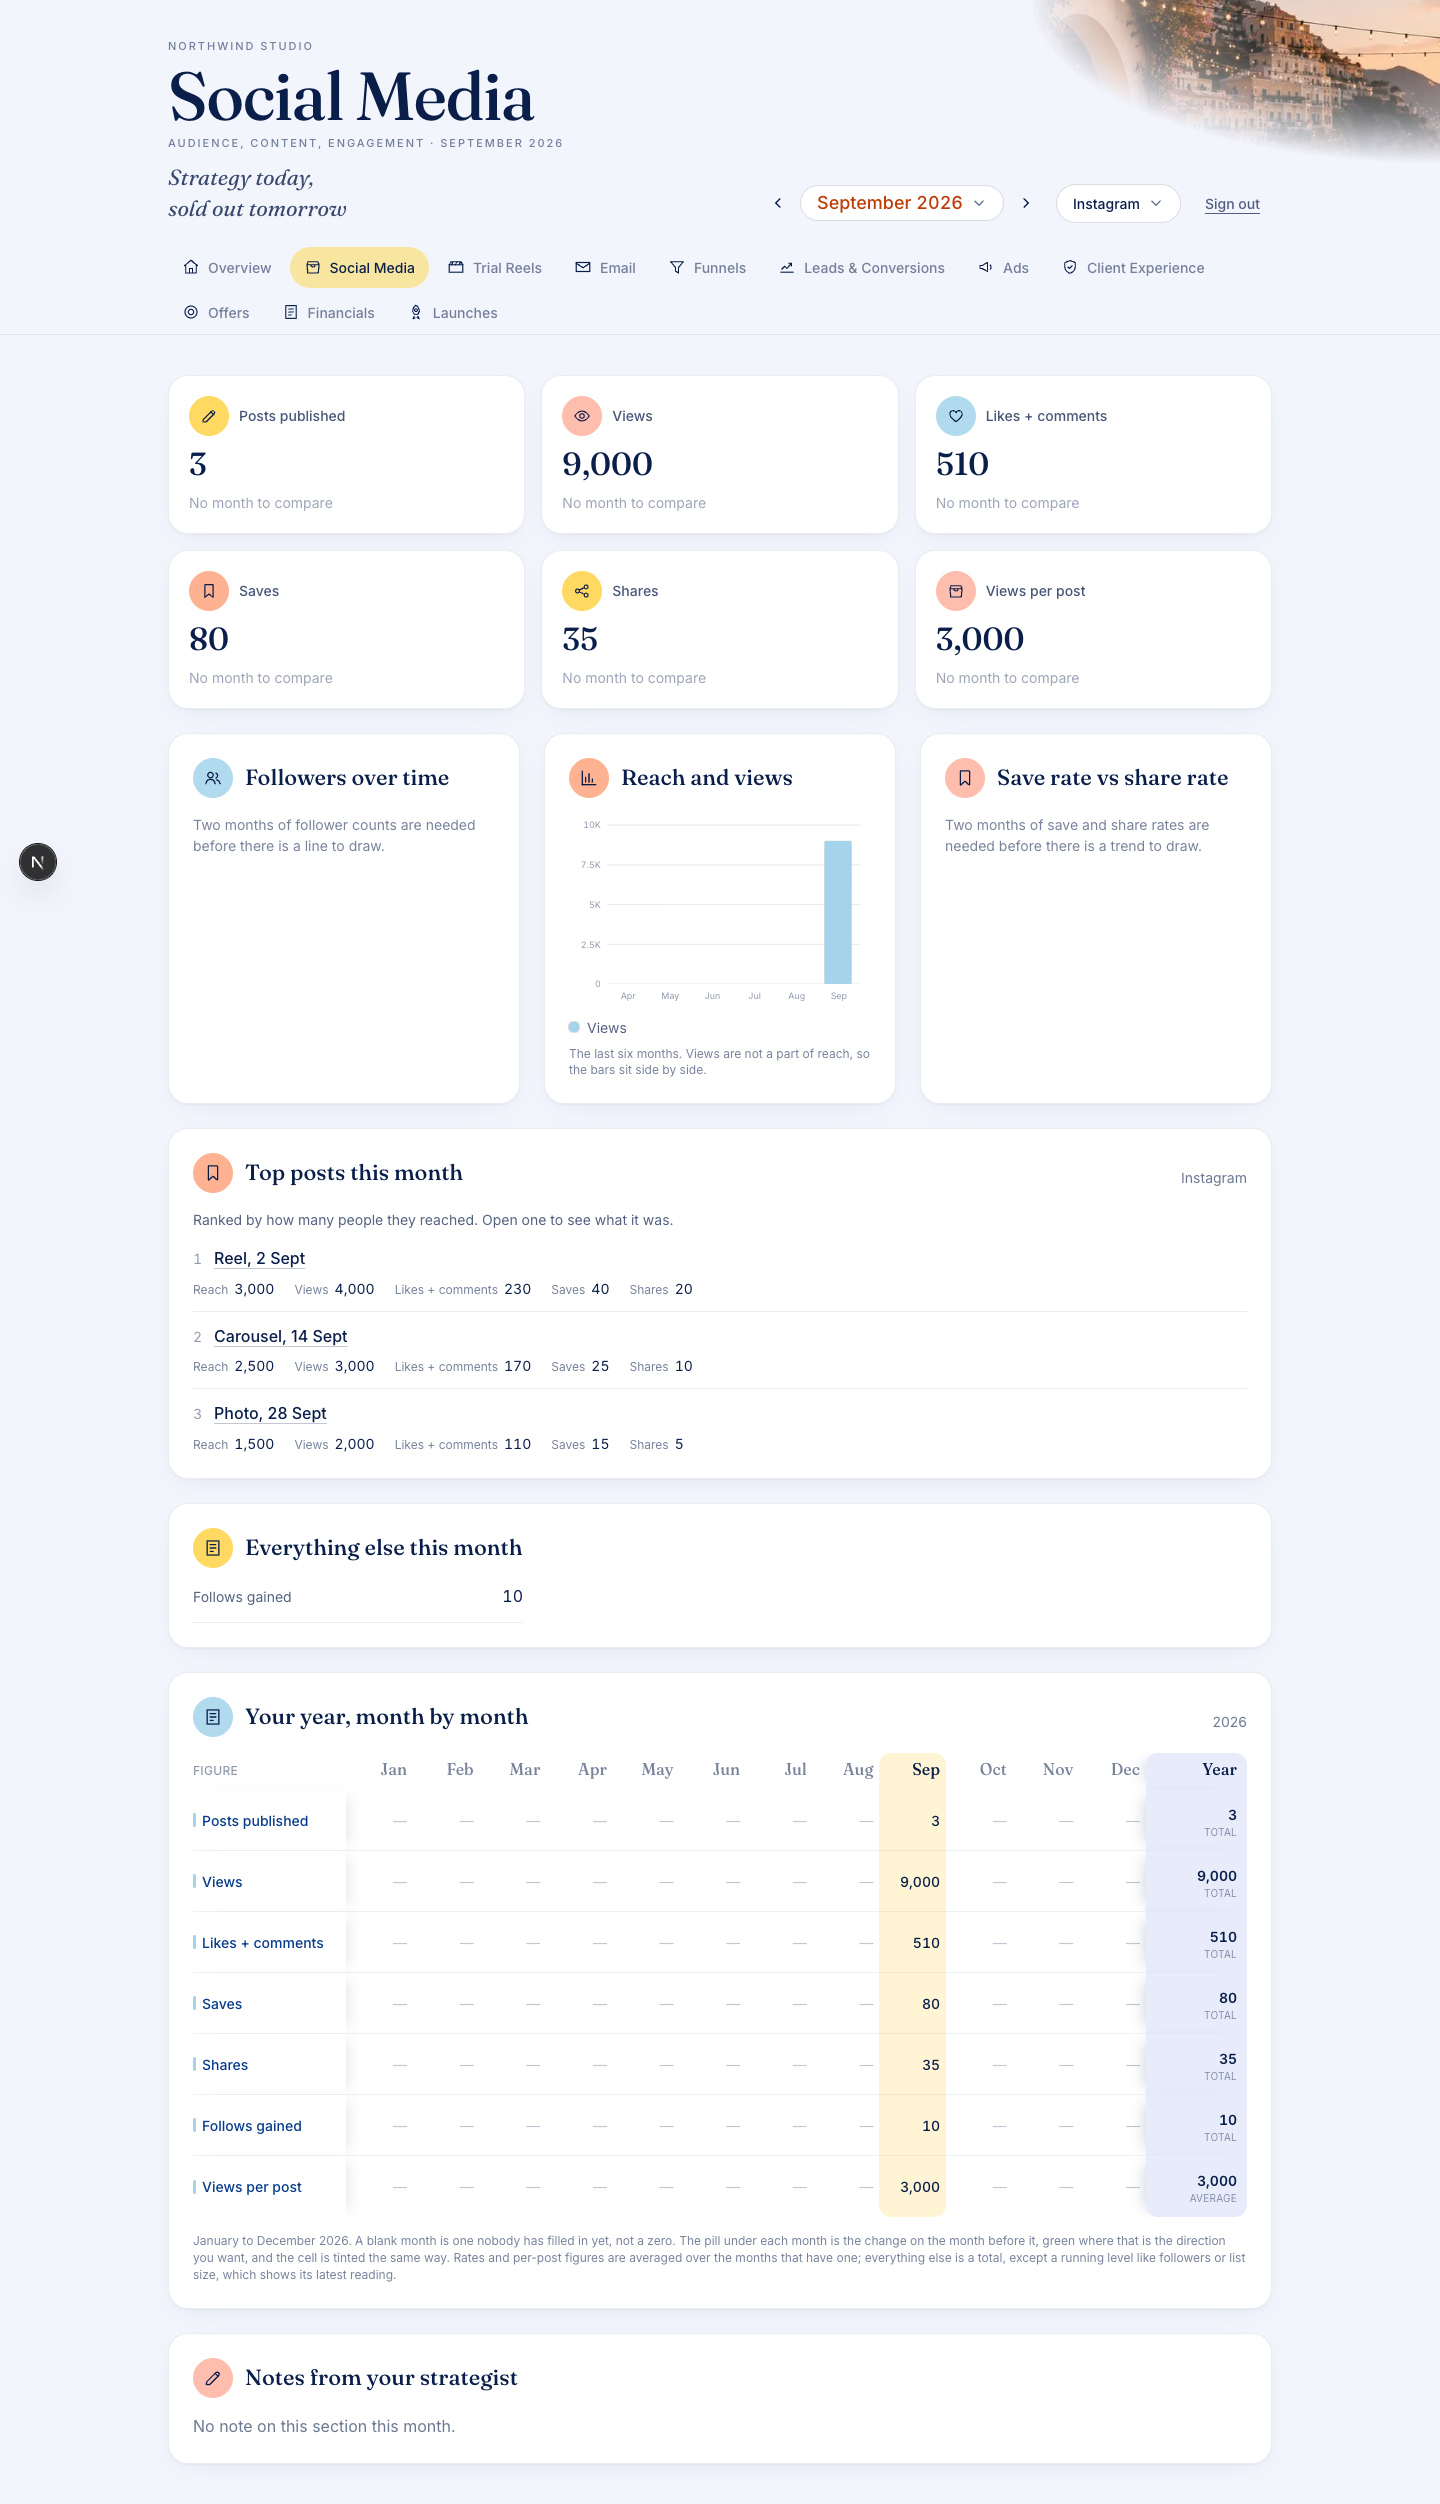 NORTHWIND STUDIO
Social Media
AUDIENCE, CONTENT, ENGAGEMENT · SEPTEMBER 2026
Strategy today,
sold out tomorrow
September 2026
Instagram
Sign out
Overview
Social Media
Trial Reels
Email
Funnels
Leads & Conversions
Ads
Client Experience
Offers
Financials
Launches
Posts published
3
No month to compare
Views
9,000
No month to compare
Likes + comments
510
No month to compare
Saves
80
No month to compare
Shares
35
No month to compare
Views per post
3,000
No month to compare
Followers over time
Two months of follower counts are needed
before there is a line to draw.
Reach and views
10K
7.5K
5K
2.5K
0
Apr May Jun Jul Aug Sep
Views
The last six months. Views are not a part of reach, so
the bars sit side by side.
Save rate vs share rate
Two months of save and share rates are
needed before there is a trend to draw.
N
Top posts this month
Instagram
Ranked by how many people they reached. Open one to see what it was.
1 Reel, 2 Sept
Reach 3,000 Views 4,000 Likes + comments 230 Saves 40 Shares 20
2 Carousel, 14 Sept
Reach 2,500 Views 3,000 Likes + comments 170 Saves 25 Shares 10
3 Photo, 28 Sept
Reach 1,500 Views 2,000 Likes + comments 110 Saves 15 Shares 5
Everything else this month
Follows gained 10
Your year, month by month
2026
FIGURE Jan Feb Mar Apr May Jun Jul Aug Sep Oct Nov Dec Year
Posts published — — — — — — — — 3 — — — 3
TOTAL
Views — — — — — — — — 9,000 — — — 9,000
TOTAL
Likes + comments — — — — — — — — 510 — — — 510
TOTAL
Saves — — — — — — — — 80 — — — 80
TOTAL
Shares — — — — — — — — 35 — — — 35
TOTAL
Follows gained — — — — — — — — 10 — — — 10
TOTAL
Views per post — — — — — — — — 3,000 — — — 3,000
AVERAGE
January to December 2026. A blank month is one nobody has filled in yet, not a zero. The pill under each month is the change on the month before it, green where that is the direction
you want, and the cell is tinted the same way. Rates and per-post figures are averaged over the months that have one; everything else is a total, except a running level like followers or list
size, which shows its latest reading.
Notes from your strategist
No note on this section this month.